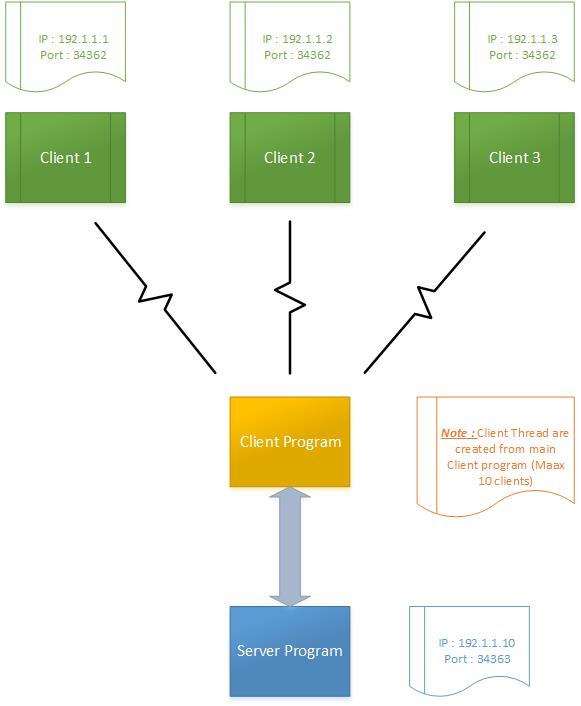 IP : 192.1.1.1
Port : 34362
IP : 192.1.1.2
Port : 34362
IP : 192.1.1.3
Port : 34362
Client 1
Client 2
Client 3
Client Program
Note : Client Thread are
created from main
Client program (Maax
10 clients)
Server Program
IP : 192.1.1.10
Port : 34363